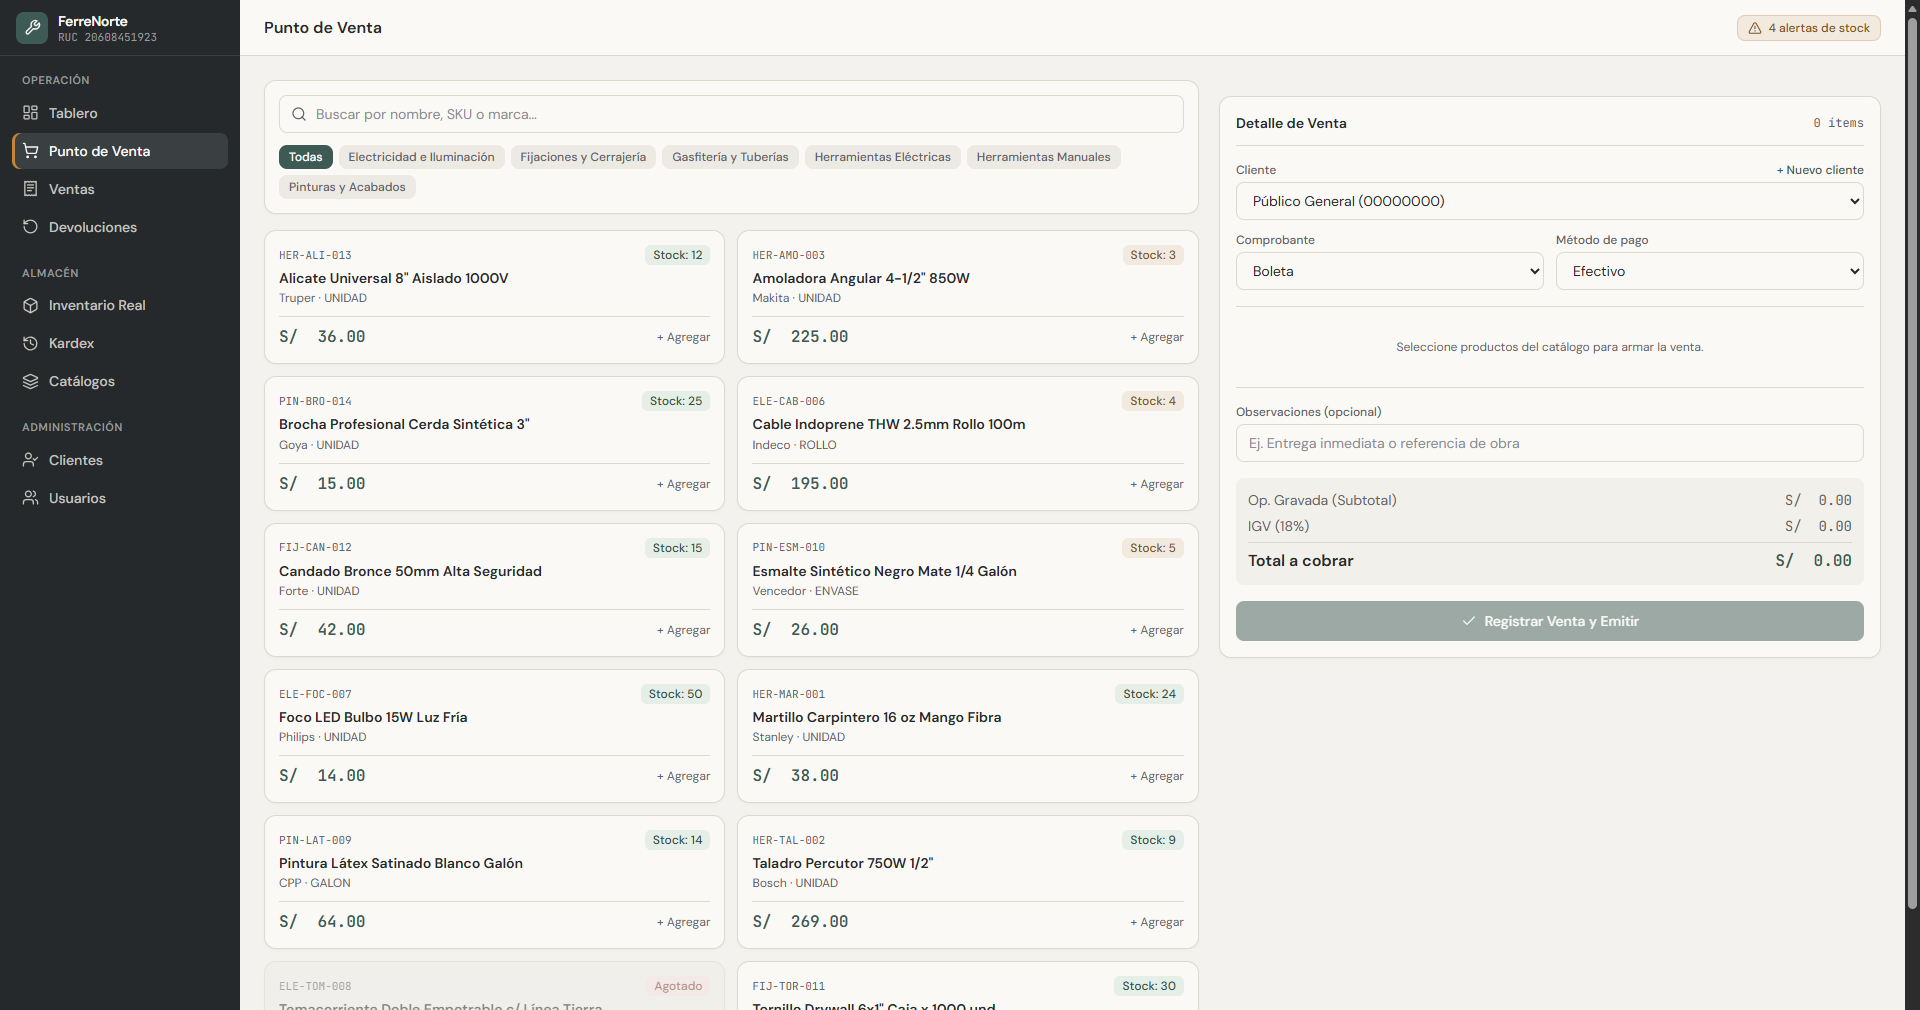 FerreNorte
RUC 20608451923
OPERACIÓN
Tablero
Punto de Venta
Ventas
Devoluciones
ALMACÉN
Inventario Real
Kardex
Catálogos
ADMINISTRACIÓN
Clientes
Usuarios
Punto de Venta
4 alertas de stock
Buscar por nombre, SKU o marca...
Todas
Electricidad e Iluminación
Fijaciones y Cerrajería
Gasfitería y Tuberías
Herramientas Eléctricas
Herramientas Manuales
Pinturas y Acabados
HER-ALI-013
Stock: 12
Alicate Universal 8" Aislado 1000V
Truper · UNIDAD
S/ 36.00
+ Agregar
HER-AMO-003
Stock: 3
Amoladora Angular 4-1/2" 850W
Makita · UNIDAD
S/ 225.00
+ Agregar
PIN-BRO-014
Stock: 25
Brocha Profesional Cerda Sintética 3"
Goya · UNIDAD
S/ 15.00
+ Agregar
ELE-CAB-006
Stock: 4
Cable Indoprene THW 2.5mm Rollo 100m
Indeco · ROLLO
S/ 195.00
+ Agregar
FIJ-CAN-012
Stock: 15
Candado Bronce 50mm Alta Seguridad
Forte · UNIDAD
S/ 42.00
+ Agregar
PIN-ESM-010
Stock: 5
Esmalte Sintético Negro Mate 1/4 Galón
Vencedor · ENVASE
S/ 26.00
+ Agregar
ELE-FOC-007
Stock: 50
Foco LED Bulbo 15W Luz Fría
Philips · UNIDAD
S/ 14.00
+ Agregar
HER-MAR-001
Stock: 24
Martillo Carpintero 16 oz Mango Fibra
Stanley · UNIDAD
S/ 38.00
+ Agregar
PIN-LAT-009
Stock: 14
Pintura Látex Satinado Blanco Galón
CPP · GALON
S/ 64.00
+ Agregar
HER-TAL-002
Stock: 9
Taladro Percutor 750W 1/2"
Bosch · UNIDAD
S/ 269.00
+ Agregar
ELE-TOM-008
Agotado
Tomacorriente Doble Empotrable c/ Línea Tierra
FIJ-TOR-011
Stock: 30
Tornillo Drywall 6x1" Caja x 1000 und
Detalle de Venta
0 items
Cliente
+ Nuevo cliente
Público General (00000000)
Comprobante
Método de pago
Boleta
Efectivo
Seleccione productos del catálogo para armar la venta.
Observaciones (opcional)
Ej. Entrega inmediata o referencia de obra
Op. Gravada (Subtotal)
S/ 0.00
IGV (18%)
S/ 0.00
Total a cobrar
S/ 0.00
Registrar Venta y Emitir